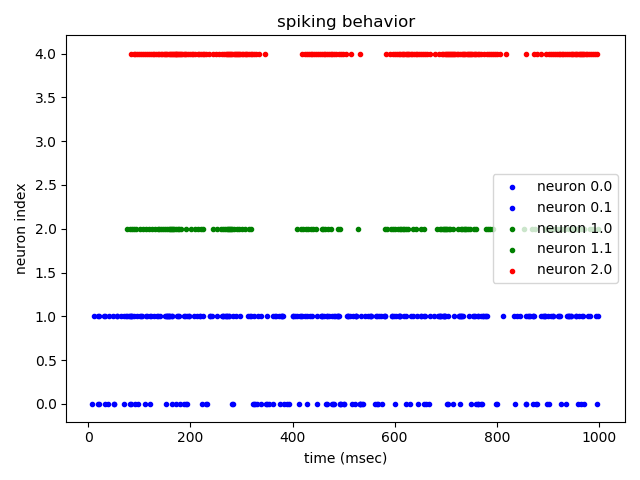 spiking behavior
neuron index
4.0
3.5
3.0
2.5
2.0
1.5
1.0
0.5
0.0
neuron 0.0
neuron 0.1
neuron 1.0
neuron 1.1
neuron 2.0
0 200 400 600 800 1000
time (msec)